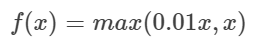 f(x) = max(0.01x, x)